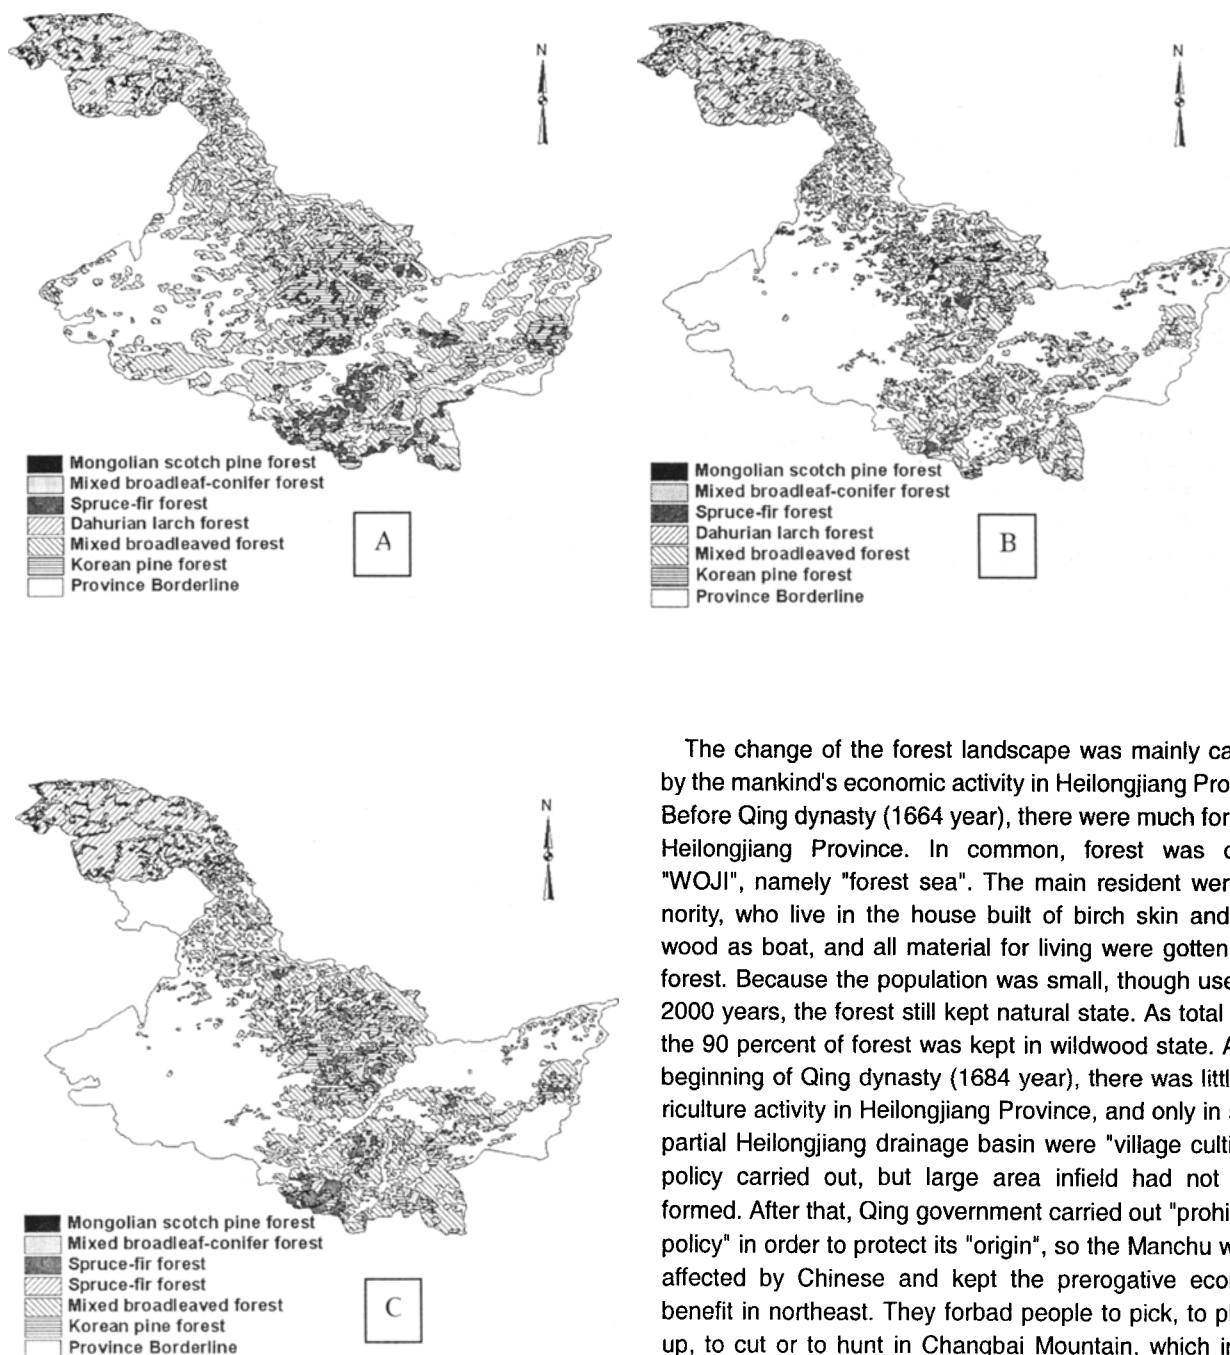 N
Mongolian scotch pine forest
Mixed broadleaf-conifer forest
Spruce-fir forest
Dahurian larch forest
Mixed broadleaved forest
Korean pine forest
Province Borderline
A
N
Mongolian scotch pine forest
Mixed broadleaf-conifer forest
Spruce-fir forest
Dahurian larch forest
Mixed broadleaved forest
Korean pine forest
Province Borderline
B
N
Mongolian scotch pine forest
Mixed broadleaf-conifer forest
Spruce-fir forest
Spruce-fir forest
Mixed broadleaved forest
Korean pine forest
Province Borderline
C
The change of the forest landscape was mainly ca
by the mankind's economic activity in Heilongjiang Pro
Before Qing dynasty (1664 year), there were much for
Heilongjiang Province. In common, forest was c
"WOJI", namely "forest sea". The main resident wer
nority, who live in the house built of birch skin and
wood as boat, and all material for living were gotten
forest. Because the population was small, though use
2000 years, the forest still kept natural state. As total
the 90 percent of forest was kept in wildwood state. A
beginning of Qing dynasty (1684 year), there was littl
riculture activity in Heilongjiang Province, and only in s
partial Heilongjiang drainage basin were "village culti
policy carried out, but large area infield had not
formed. After that, Qing government carried out "prohi
policy" in order to protect its "origin", so the Manchu w
affected by Chinese and kept the prerogative eco
benefit in northeast. They forbad people to pick, to p
up, to cut or to hunt in Changbai Mountain, which i